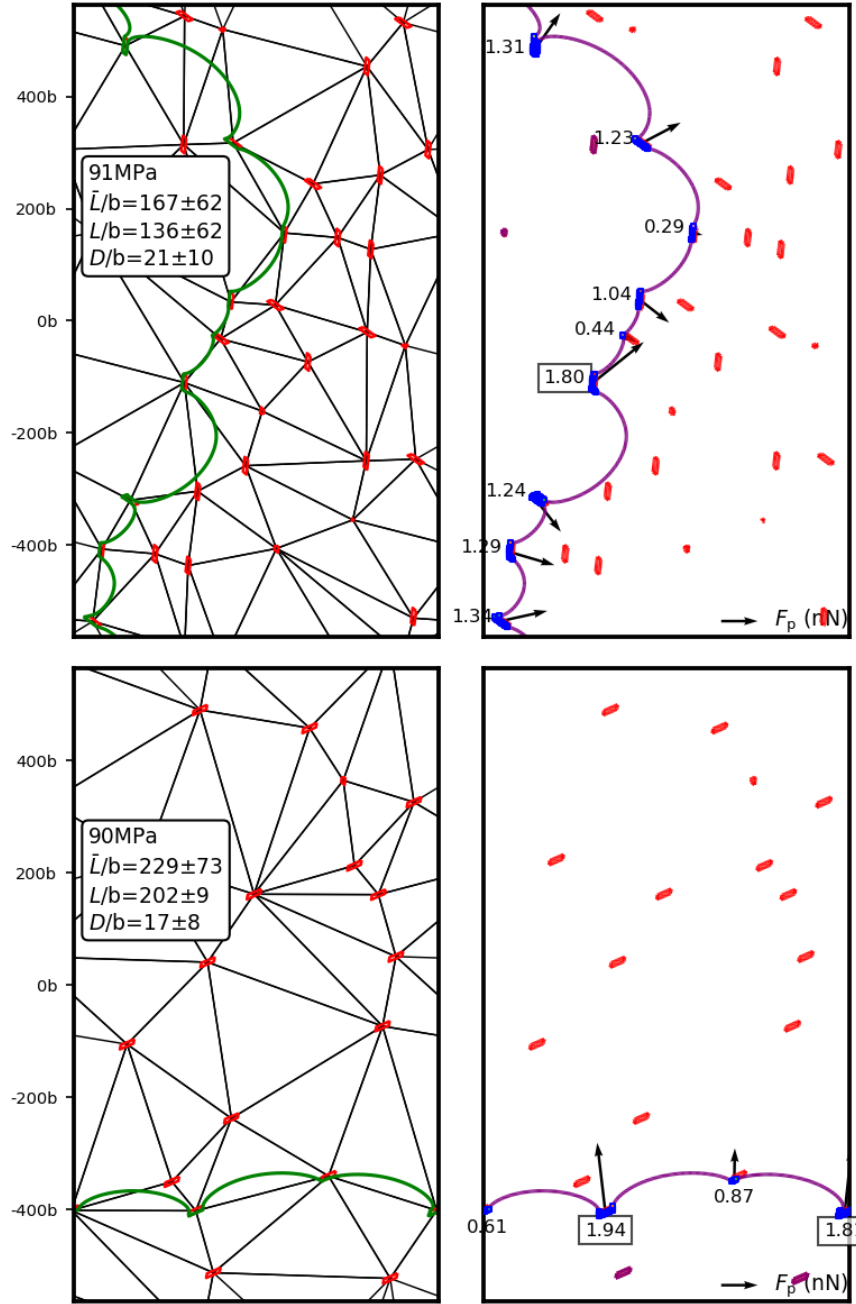 400b
200b
0b
-200b
-400b
91MPa
L̄/b=167±62
L/b=136±62
D/b=21±10
1.31
1.23
0.29
1.04
0.44
1.80
1.24
1.29
1.34
Fp (nN)
400b
200b
0b
-200b
-400b
90MPa
L̄/b=229±73
L/b=202±9
D/b=17±8
0.61
1.94
0.87
Fp (nN)